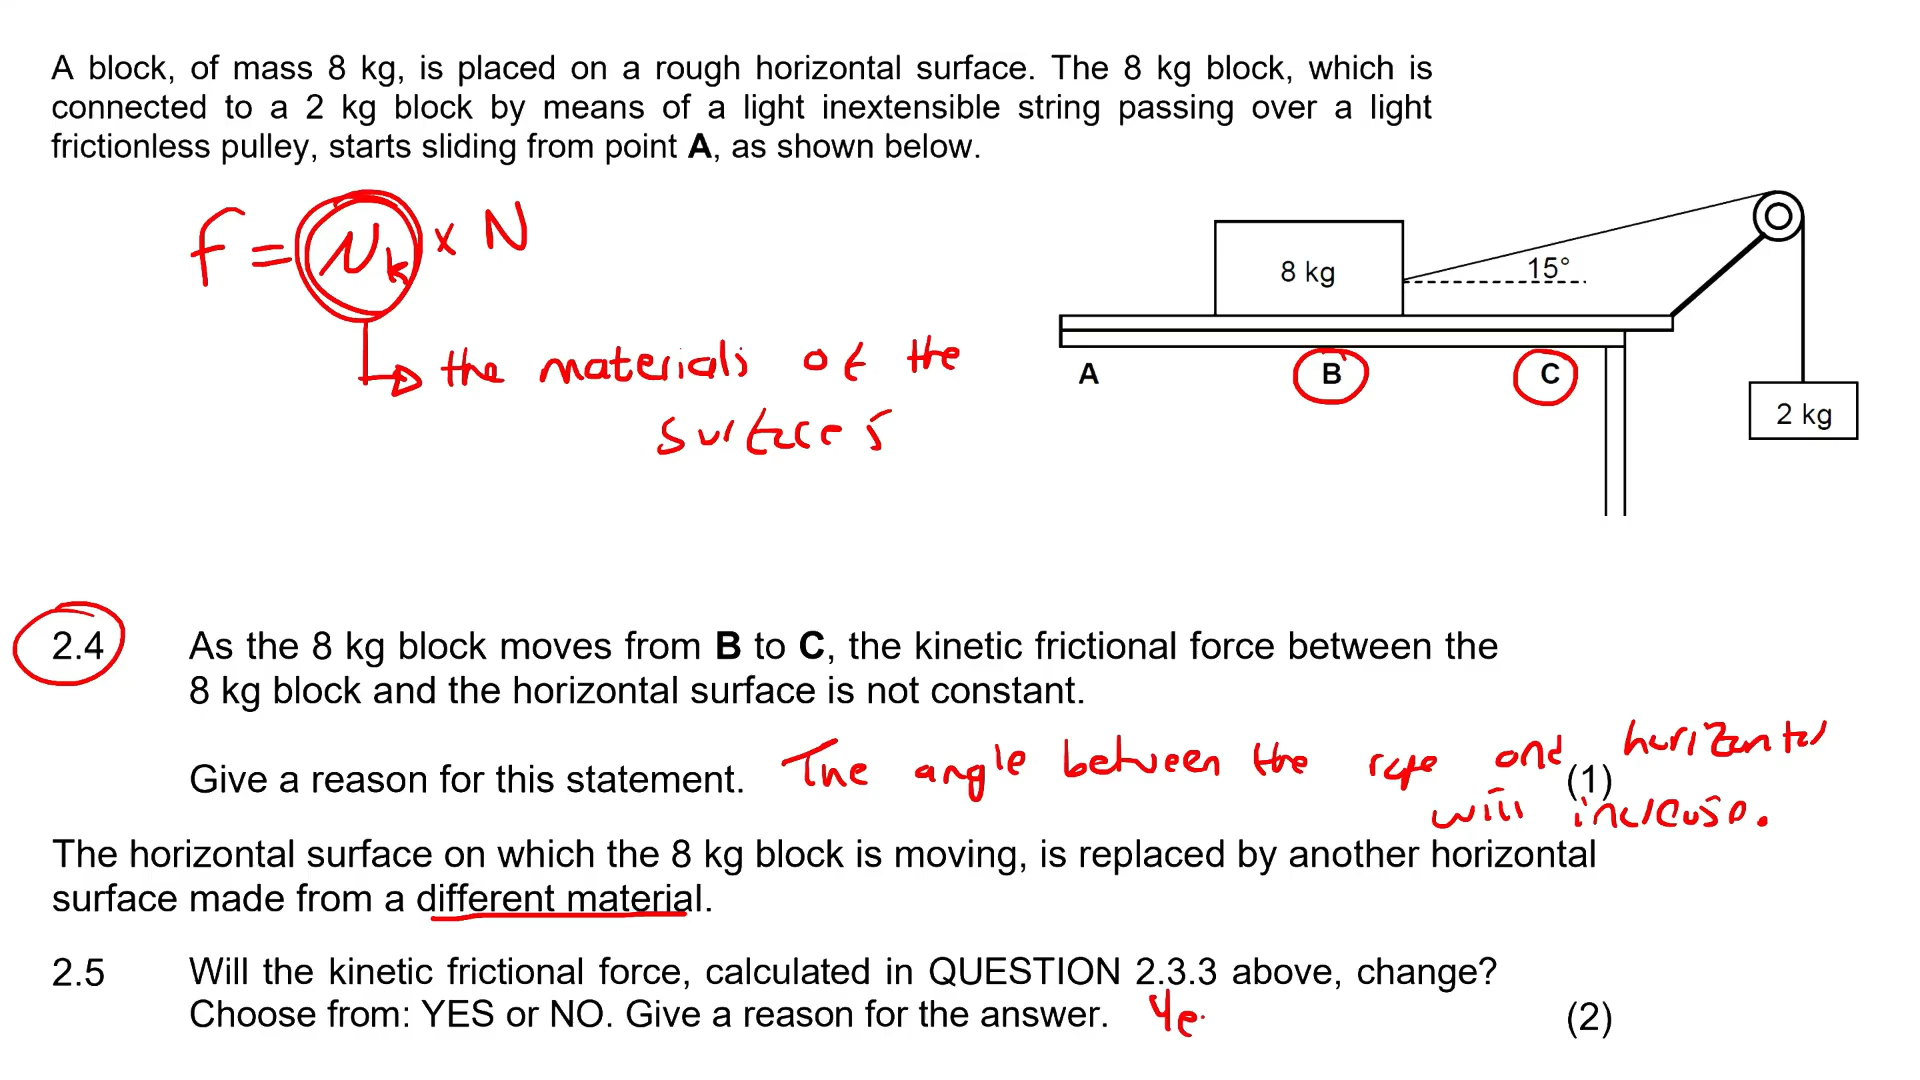 A block, of mass 8 kg, is placed on a rough horizontal surface. The 8 kg block, which is
connected to a 2 kg block by means of a light inextensible string passing over a light
frictionless pulley, starts sliding from point A, as shown below.
f = μk × N
the materials of the
surfaces
8 kg
15°
A B C
2 kg
2.4 As the 8 kg block moves from B to C, the kinetic frictional force between the
8 kg block and the horizontal surface is not constant.
Give a reason for this statement. (1)
The angle between the rope and horizontal
will increase.
The horizontal surface on which the 8 kg block is moving, is replaced by another horizontal
surface made from a different material.
2.5 Will the kinetic frictional force, calculated in QUESTION 2.3.3 above, change?
Choose from: YES or NO. Give a reason for the answer. Ye (2)